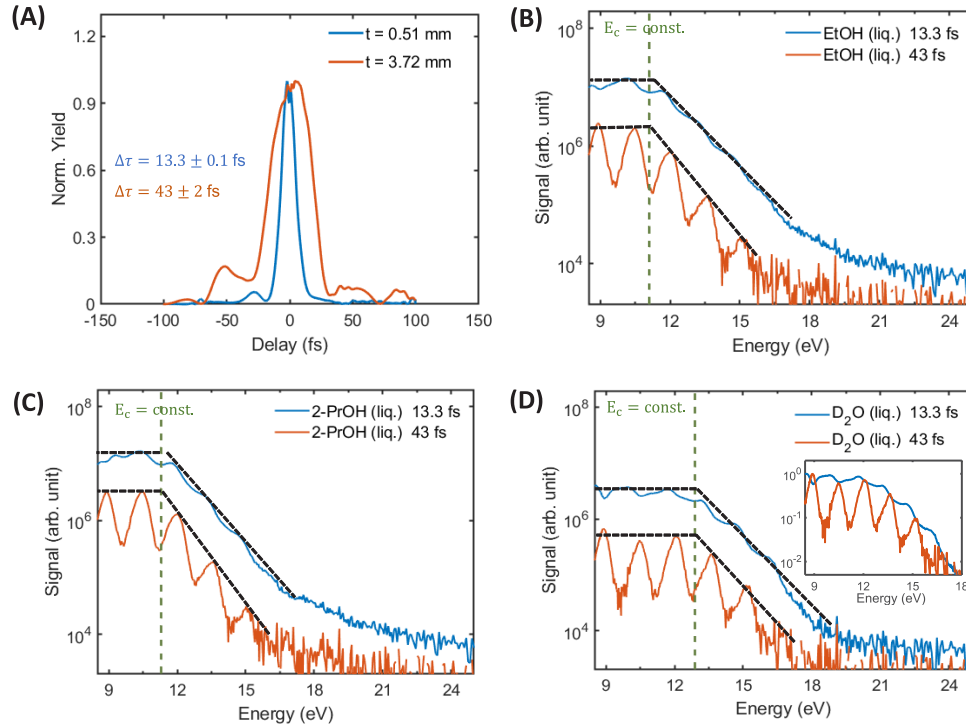 (A)
t = 0.51 mm
t = 3.72 mm
Δτ = 13.3 ± 0.1 fs
Δτ = 43 ± 2 fs
Norm. Yield
1.2
0.9
0.6
0.3
0
-150 -100 -50 0 50 100 150
Delay (fs)
(B)
E_c = const.
EtOH (liq.) 13.3 fs
EtOH (liq.) 43 fs
Signal (arb. unit)
10^8
10^6
10^4
9 12 15 18 21 24
Energy (eV)
(C)
E_c = const.
2-PrOH (liq.) 13.3 fs
2-PrOH (liq.) 43 fs
Signal (arb. unit)
10^8
10^6
10^4
9 12 15 18 21 24
Energy (eV)
(D)
E_c = const.
D_2O (liq.) 13.3 fs
D_2O (liq.) 43 fs
Signal (arb. unit)
10^8
10^6
10^4
9 12 15 18 21 24
Energy (eV)
10^0
10^-1
10^-2
9 12 15 18
Energy (eV)